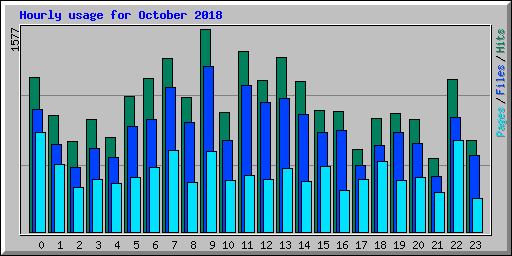 Hourly usage for October 2018
1577
Pages/Files/Hits
0 1 2 3 4 5 6 7 8 9 10 11 12 13 14 15 16 17 18 19 20 21 22 23